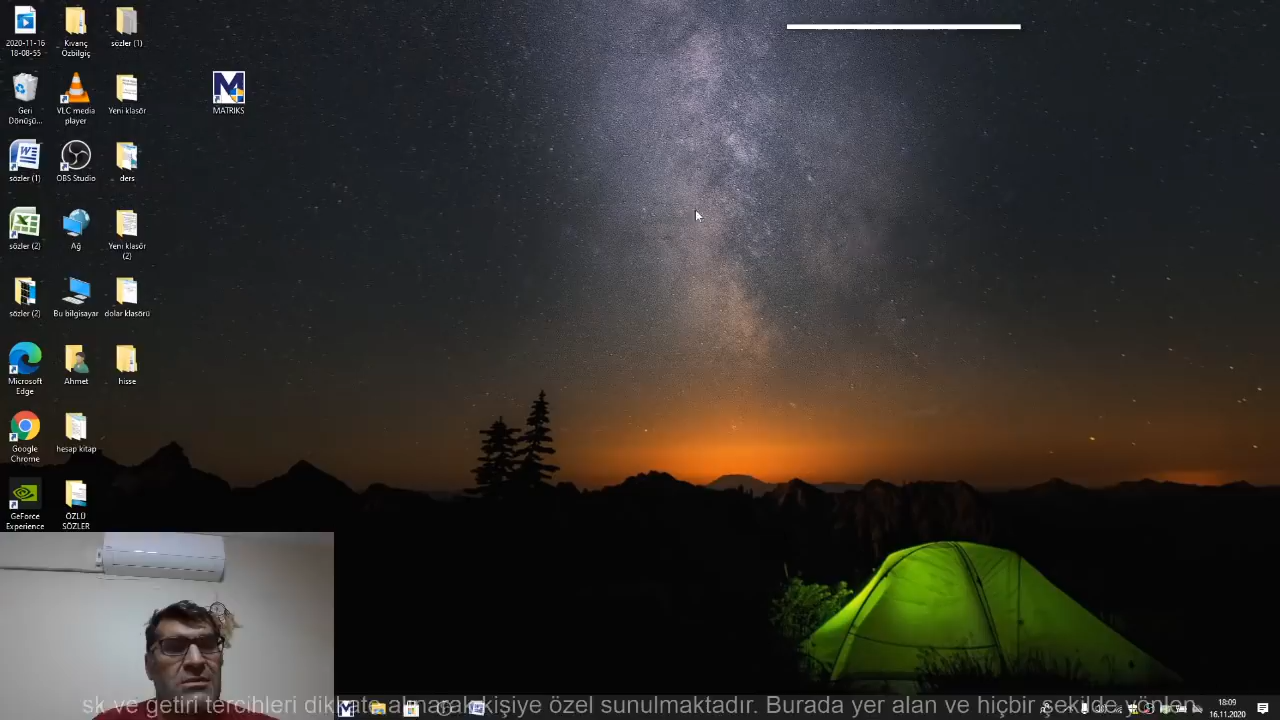 2020-11-16
18-08-55
Kıvanç
Özbilgiç
sözler (1)
Geri
Dönüşü...
VLC media
player
Yeni klasör
MATRIKS
sözler (1)
OBS Studio
ders
sözler (2)
Ağ
Yeni klasör
(2)
sözler (2)
Bu bilgisayar
dolar klasörü
Microsoft
Edge
Ahmet
hisse
Google
Chrome
hesap kitap
GeForce
Experience
ÖZLÜ
SÖZLER
sk ve getiri tercihleri dikkate alınarak kişiye özel sunulmaktadır. Burada yer alan ve hiçbir şekilde
18:09
16.11.2020